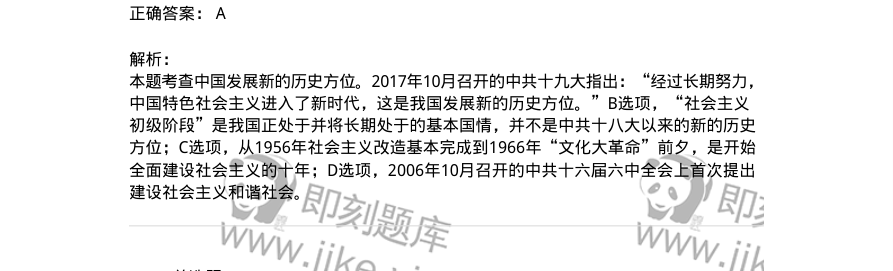 正确答案： A
解析：
本题考查中国发展新的历史方位。2017年10月召开的中共十九大指出：“经过长期努力，
中国特色社会主义进入了新时代，这是我国发展新的历史方位。”B选项，“社会主义
初级阶段”是我国正处于并将长期处于的基本国情，并不是中共十八大以来的新的历史
方位；C选项，从1956年社会主义改造基本完成到1966年“文化大革命”前夕，是开始
全面建设社会主义的十年；D选项，2006年10月召开的中共十六届六中全会上首次提出
建设社会主义和谐社会。
即刻题库
即刻
www.jike
www.ji